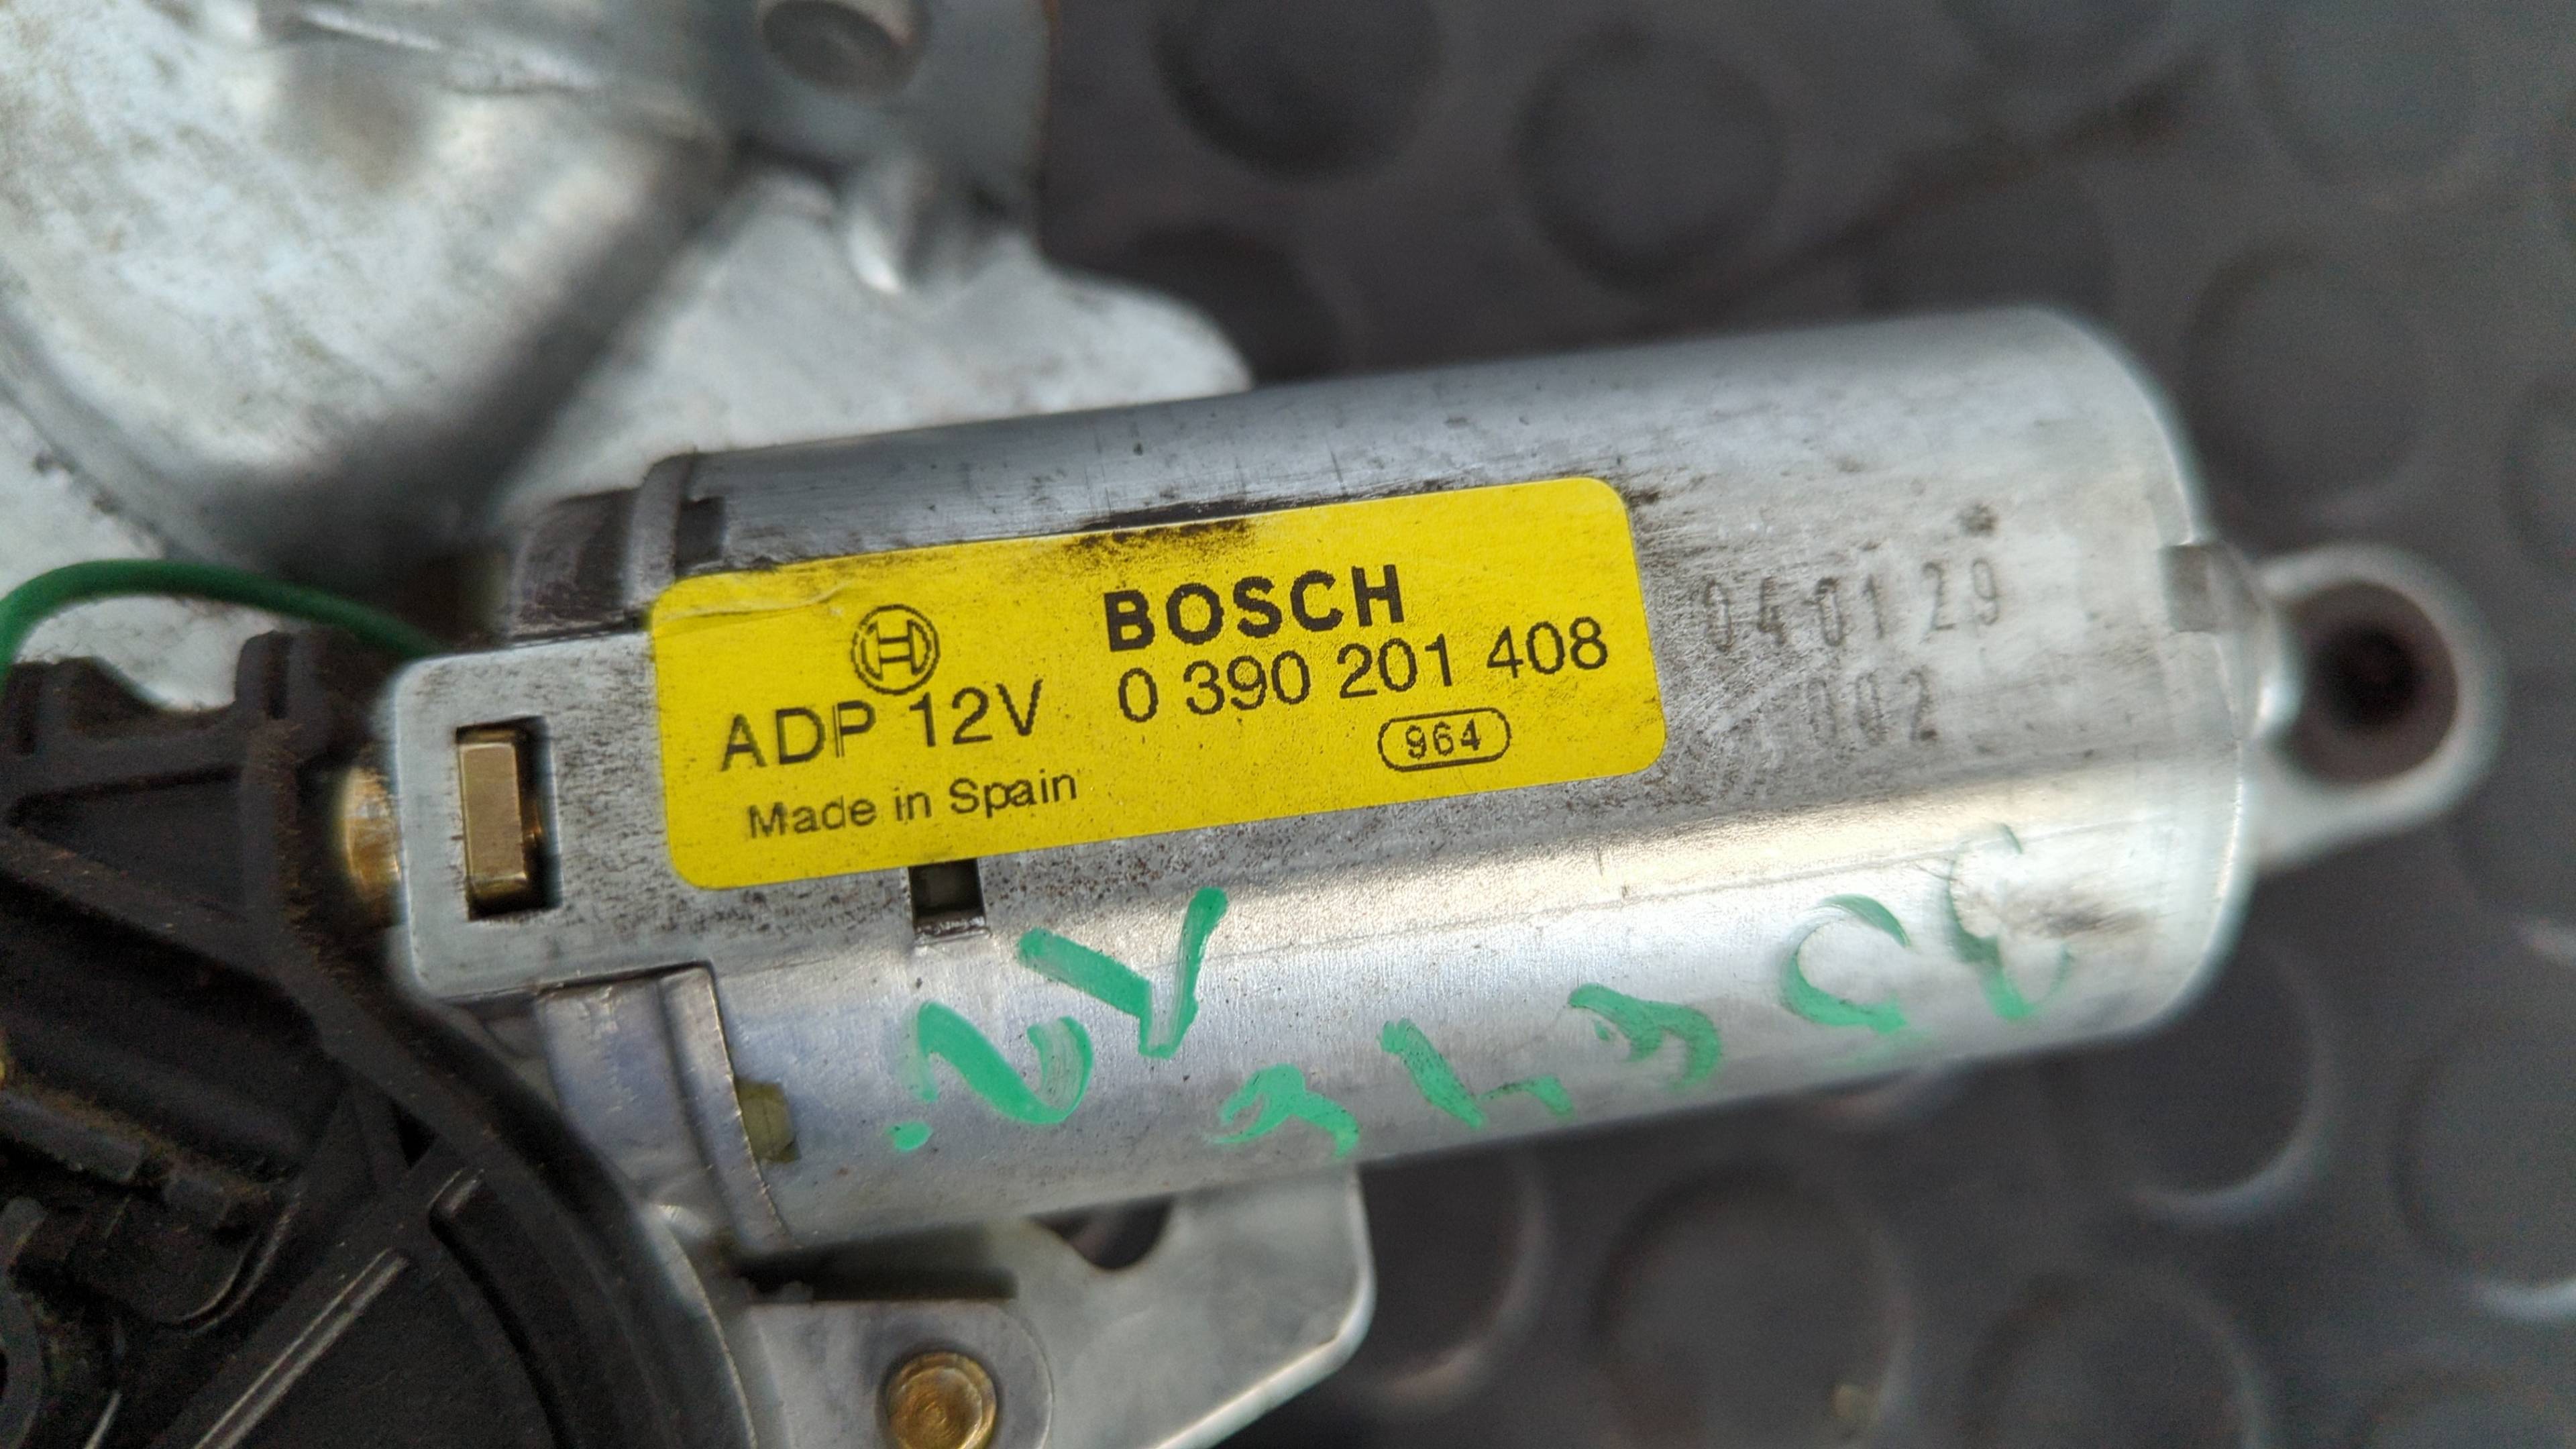 BOSCH
0 390 201 408
ADP 12V
964
Made in Spain
040129
002